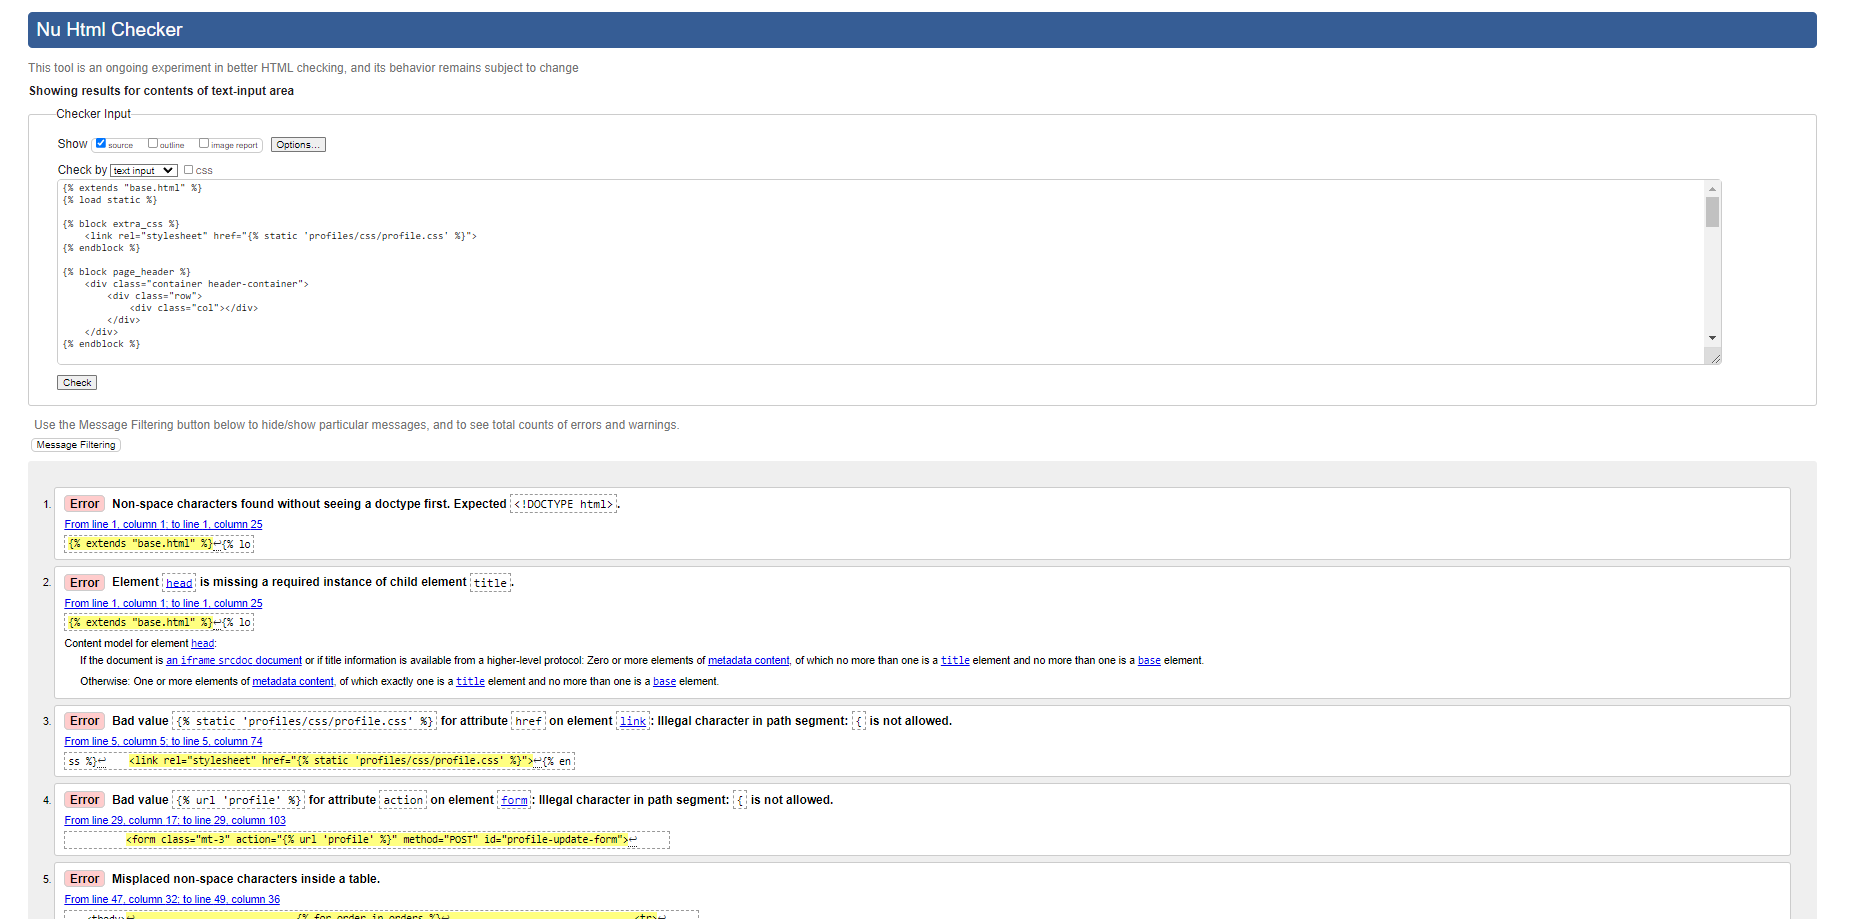 Nu Html Checker
This tool is an ongoing experiment in better HTML checking, and its behavior remains subject to change
Showing results for contents of text-input area
Checker Input
Show source outline image report Options...
Check by text input css
{% extends "base.html" %}
{% load static %}
{% block extra_css %}
<link rel="stylesheet" href="{% static 'profiles/css/profile.css' %}">
{% endblock %}
{% block page_header %}
<div class="container header-container">
<div class="row">
<div class="col"></div>
</div>
</div>
{% endblock %}
Check
Use the Message Filtering button below to hide/show particular messages, and to see total counts of errors and warnings.
Message Filtering
1. Error Non-space characters found without seeing a doctype first. Expected <!DOCTYPE html>.
From line 1, column 1; to line 1, column 25
{% extends "base.html" %}↩{% lo
2. Error Element head is missing a required instance of child element title.
From line 1, column 1; to line 1, column 25
{% extends "base.html" %}↩{% lo
Content model for element head:
If the document is an iframe srcdoc document or if title information is available from a higher-level protocol: Zero or more elements of metadata content, of which no more than one is a title element and no more than one is a base element.
Otherwise: One or more elements of metadata content, of which exactly one is a title element and no more than one is a base element.
3. Error Bad value {% static 'profiles/css/profile.css' %} for attribute href on element link: Illegal character in path segment: { is not allowed.
From line 5, column 5; to line 5, column 74
ss %}↩ <link rel="stylesheet" href="{% static 'profiles/css/profile.css' %}">↩{% en
4. Error Bad value {% url 'profile' %} for attribute action on element form: Illegal character in path segment: { is not allowed.
From line 29, column 17; to line 29, column 103
<form class="mt-3" action="{% url 'profile' %}" method="POST" id="profile-update-form">↩
5. Error Misplaced non-space characters inside a table.
From line 47, column 32; to line 49, column 36
<tbody>↩ {% for order in orders %}↩ <tr>↩